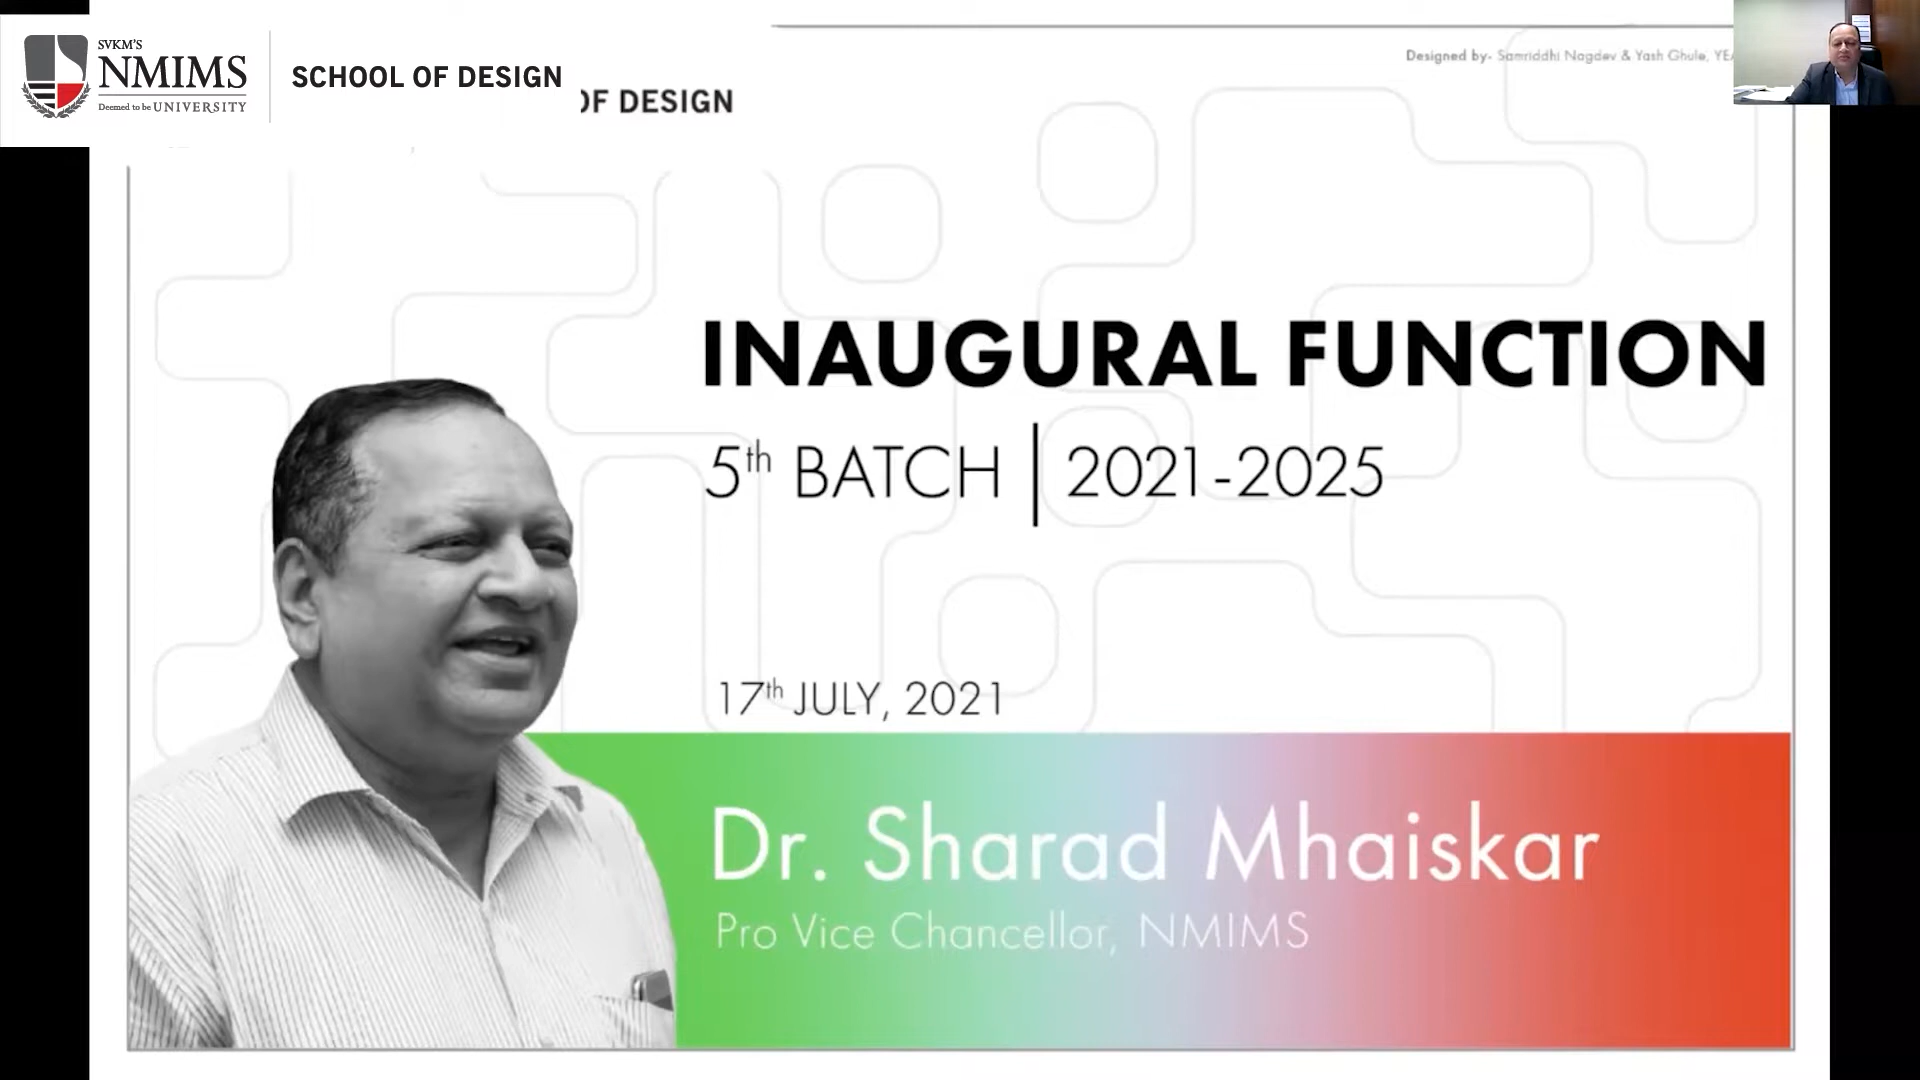 SVKM'S
NMIMS
Deemed to be UNIVERSITY
SCHOOL OF DESIGN
OF DESIGN
Designed by- Samriddhi Nagdev & Yash Ghule,
INAUGURAL FUNCTION
5th BATCH | 2021-2025
17th JULY, 2021
Dr. Sharad Mhaiskar
Pro Vice Chancellor, NMIMS